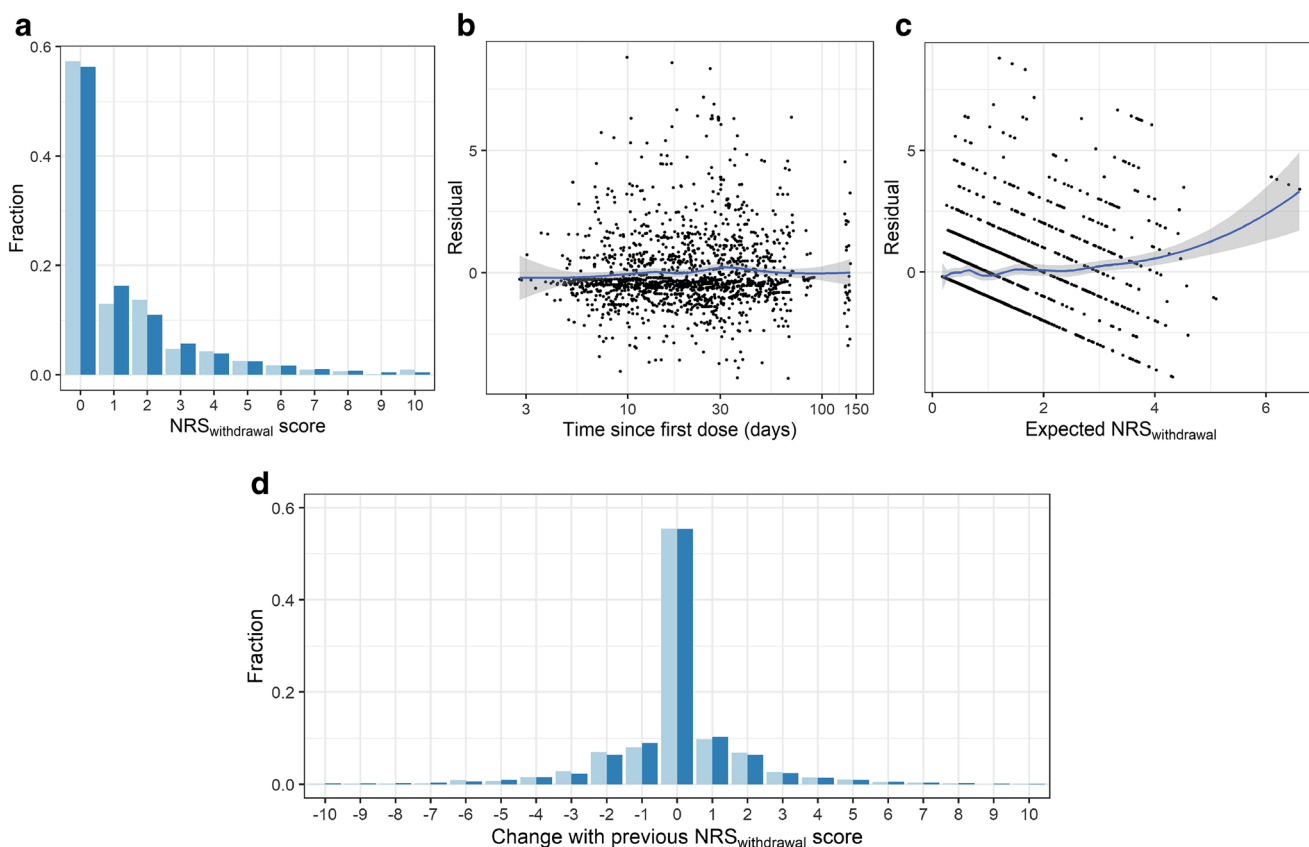 a
0.6
0.4
0.2
0.0
Fraction
0 1 2 3 4 5 6 7 8 9 10
NRSwithdrawal score
b
5
0
Residual
3 10 30 100 150
Time since first dose (days)
c
5
0
Residual
0 2 4 6
Expected NRSwithdrawal
d
0.6
0.4
0.2
0.0
Fraction
-10 -9 -8 -7 -6 -5 -4 -3 -2 -1 0 1 2 3 4 5 6 7 8 9 10
Change with previous NRSwithdrawal score